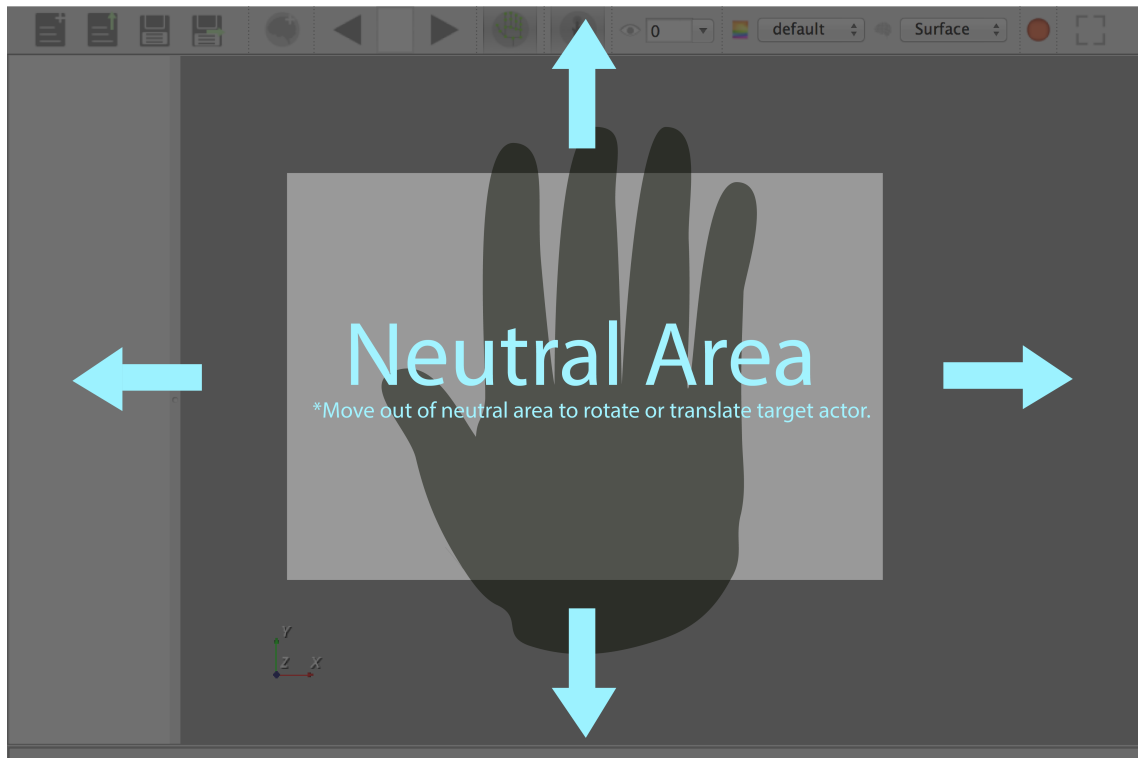 0 default Surface
Neutral Area
*Move out of neutral area to rotate or translate target actor.
Y
Z X